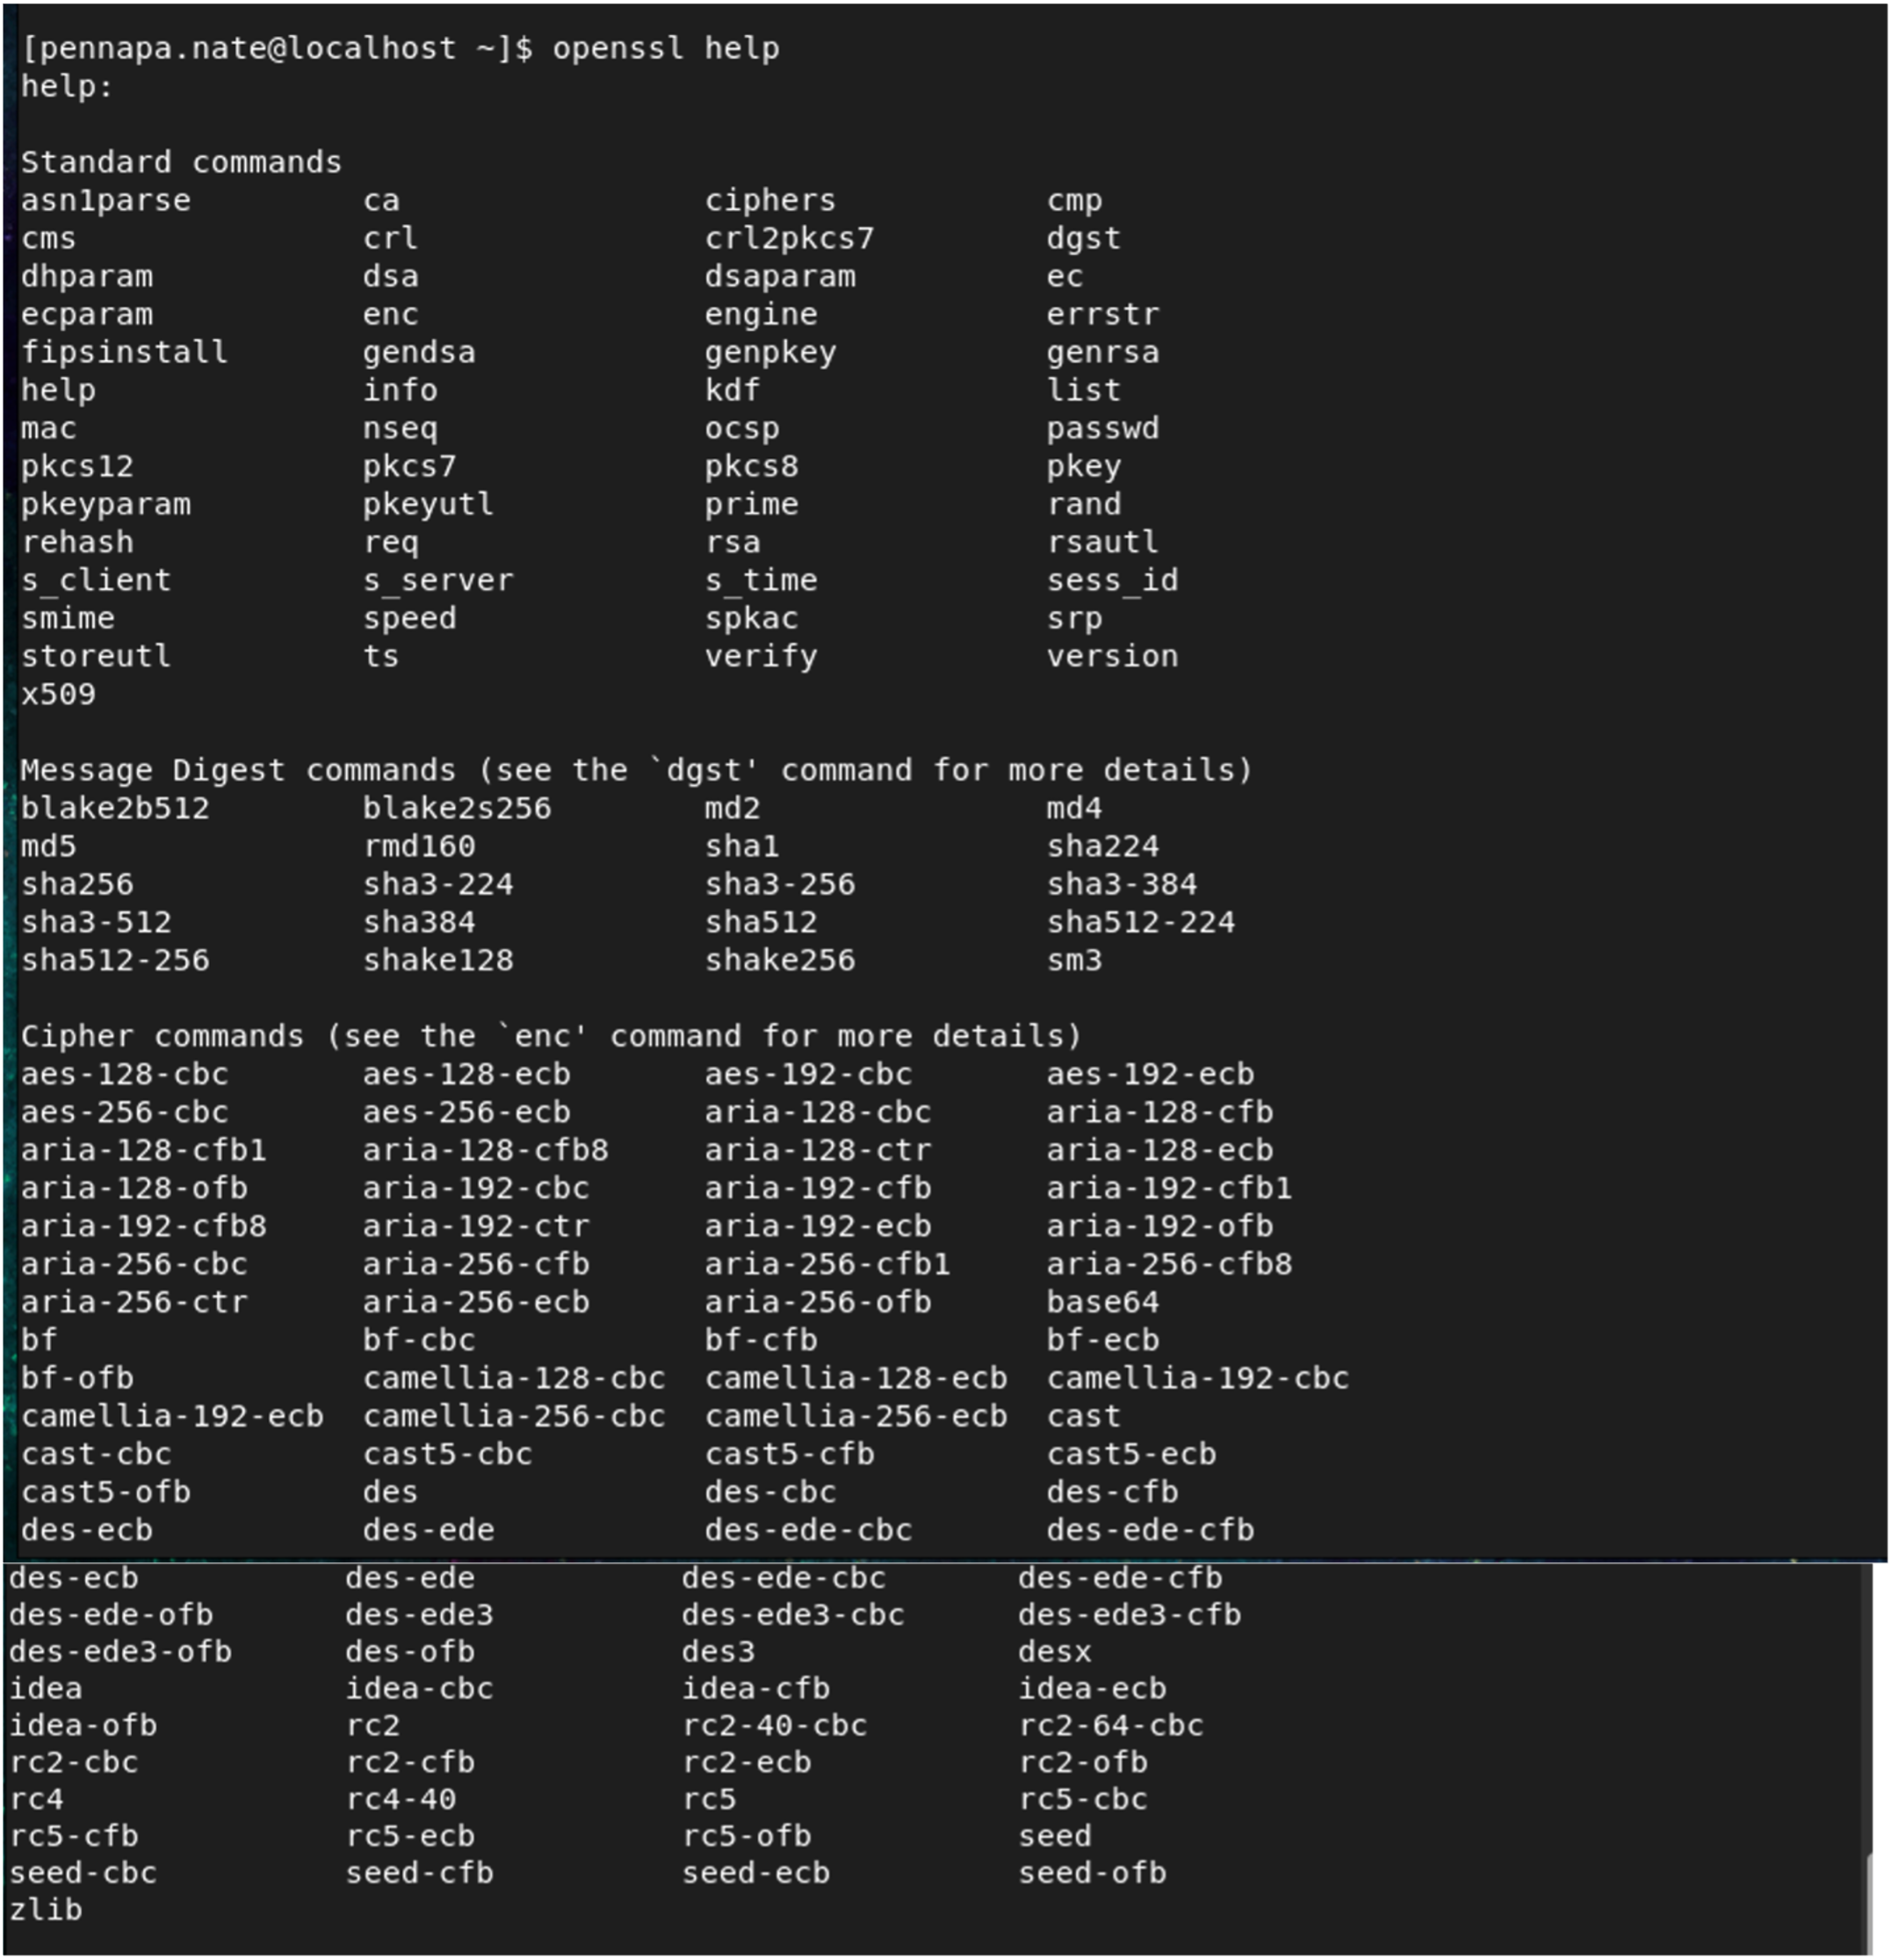 [pennapa.nate@localhost ~]$ openssl help
help:

Standard commands
asn1parse         ca                ciphers           cmp
cms               crl               crl2pkcs7         dgst
dhparam           dsa               dsaparam          ec
ecparam           enc               engine            errstr
fipsinstall       gendsa            genpkey           genrsa
help              info              kdf               list
mac               nseq              ocsp              passwd
pkcs12            pkcs7             pkcs8             pkey
pkeyparam         pkeyutl           prime             rand
rehash            req               rsa               rsautl
s_client          s_server          s_time            sess_id
smime             speed             spkac             srp
storeutl          ts                verify            version
x509

Message Digest commands (see the `dgst' command for more details)
blake2b512        blake2s256        md2               md4
md5               rmd160            sha1              sha224
sha256            sha3-224          sha3-256          sha3-384
sha3-512          sha384            sha512            sha512-224
sha512-256        shake128          shake256          sm3

Cipher commands (see the `enc' command for more details)
aes-128-cbc       aes-128-ecb       aes-192-cbc       aes-192-ecb
aes-256-cbc       aes-256-ecb       aria-128-cbc      aria-128-cfb
aria-128-cfb1     aria-128-cfb8     aria-128-ctr      aria-128-ecb
aria-128-ofb      aria-192-cbc      aria-192-cfb      aria-192-cfb1
aria-192-cfb8     aria-192-ctr      aria-192-ecb      aria-192-ofb
aria-256-cbc      aria-256-cfb      aria-256-cfb1     aria-256-cfb8
aria-256-ctr      aria-256-ecb      aria-256-ofb      base64
bf                bf-cbc            bf-cfb            bf-ecb
bf-ofb            camellia-128-cbc  camellia-128-ecb  camellia-192-cbc
camellia-192-ecb  camellia-256-cbc  camellia-256-ecb  cast
cast-cbc          cast5-cbc         cast5-cfb         cast5-ecb
cast5-ofb         des               des-cbc           des-cfb
des-ecb           des-ede           des-ede-cbc       des-ede-cfb
des-ecb           des-ede           des-ede-cbc       des-ede-cfb
des-ede-ofb       des-ede3          des-ede3-cbc      des-ede3-cfb
des-ede3-ofb      des-ofb           des3              desx
idea              idea-cbc          idea-cfb          idea-ecb
idea-ofb          rc2               rc2-40-cbc        rc2-64-cbc
rc2-cbc           rc2-cfb           rc2-ecb           rc2-ofb
rc4               rc4-40            rc5               rc5-cbc
rc5-cfb           rc5-ecb           rc5-ofb           seed
seed-cbc          seed-cfb          seed-ecb          seed-ofb
zlib